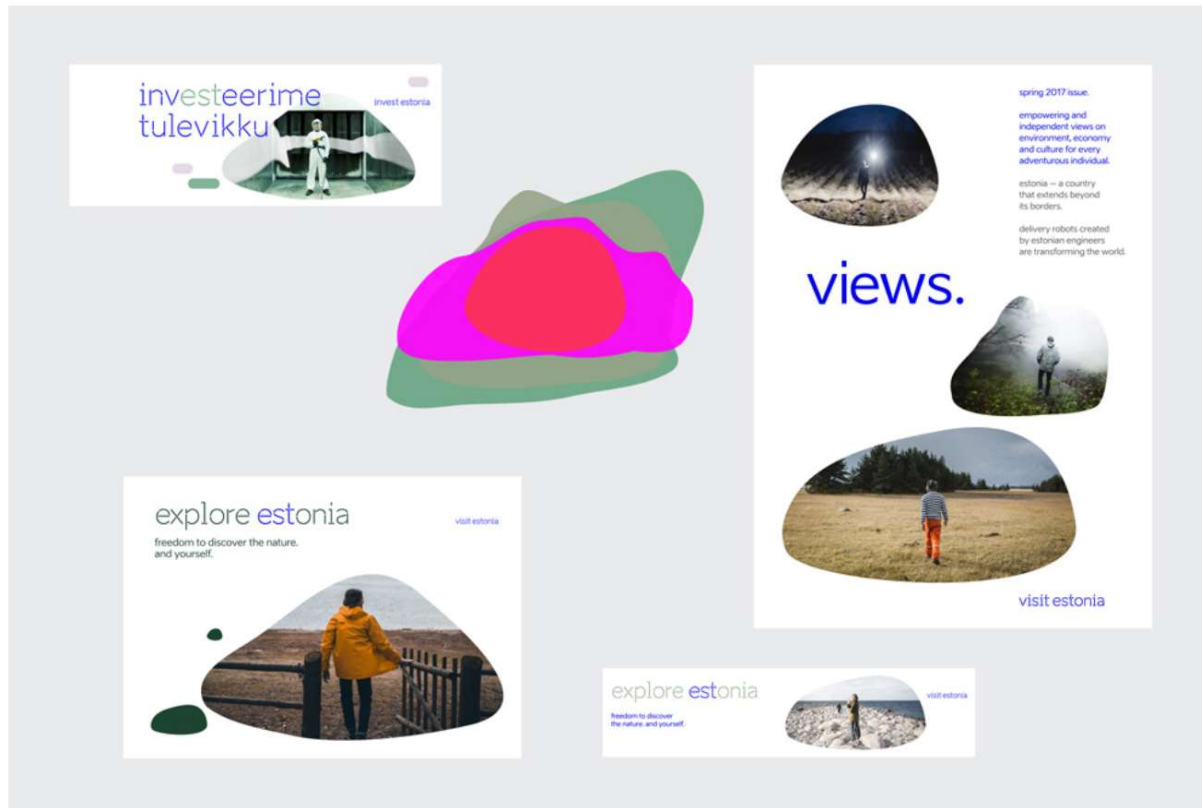 investeerime
tulevikku
invest estonia
spring 2017 issue.
empowering and
independent views on
environment, economy
and culture for every
adventurous individual.
estonia — a country
that extends beyond
its borders.
delivery robots created
by estonian engineers
are transforming the world.
views.
visit estonia
explore estonia
visit estonia
freedom to discover the nature.
and yourself.
explore estonia
visit estonia
freedom to discover
the nature. and yourself.